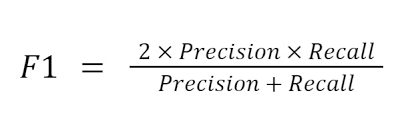 F1 = 2 × Precision × Recall
Precision + Recall